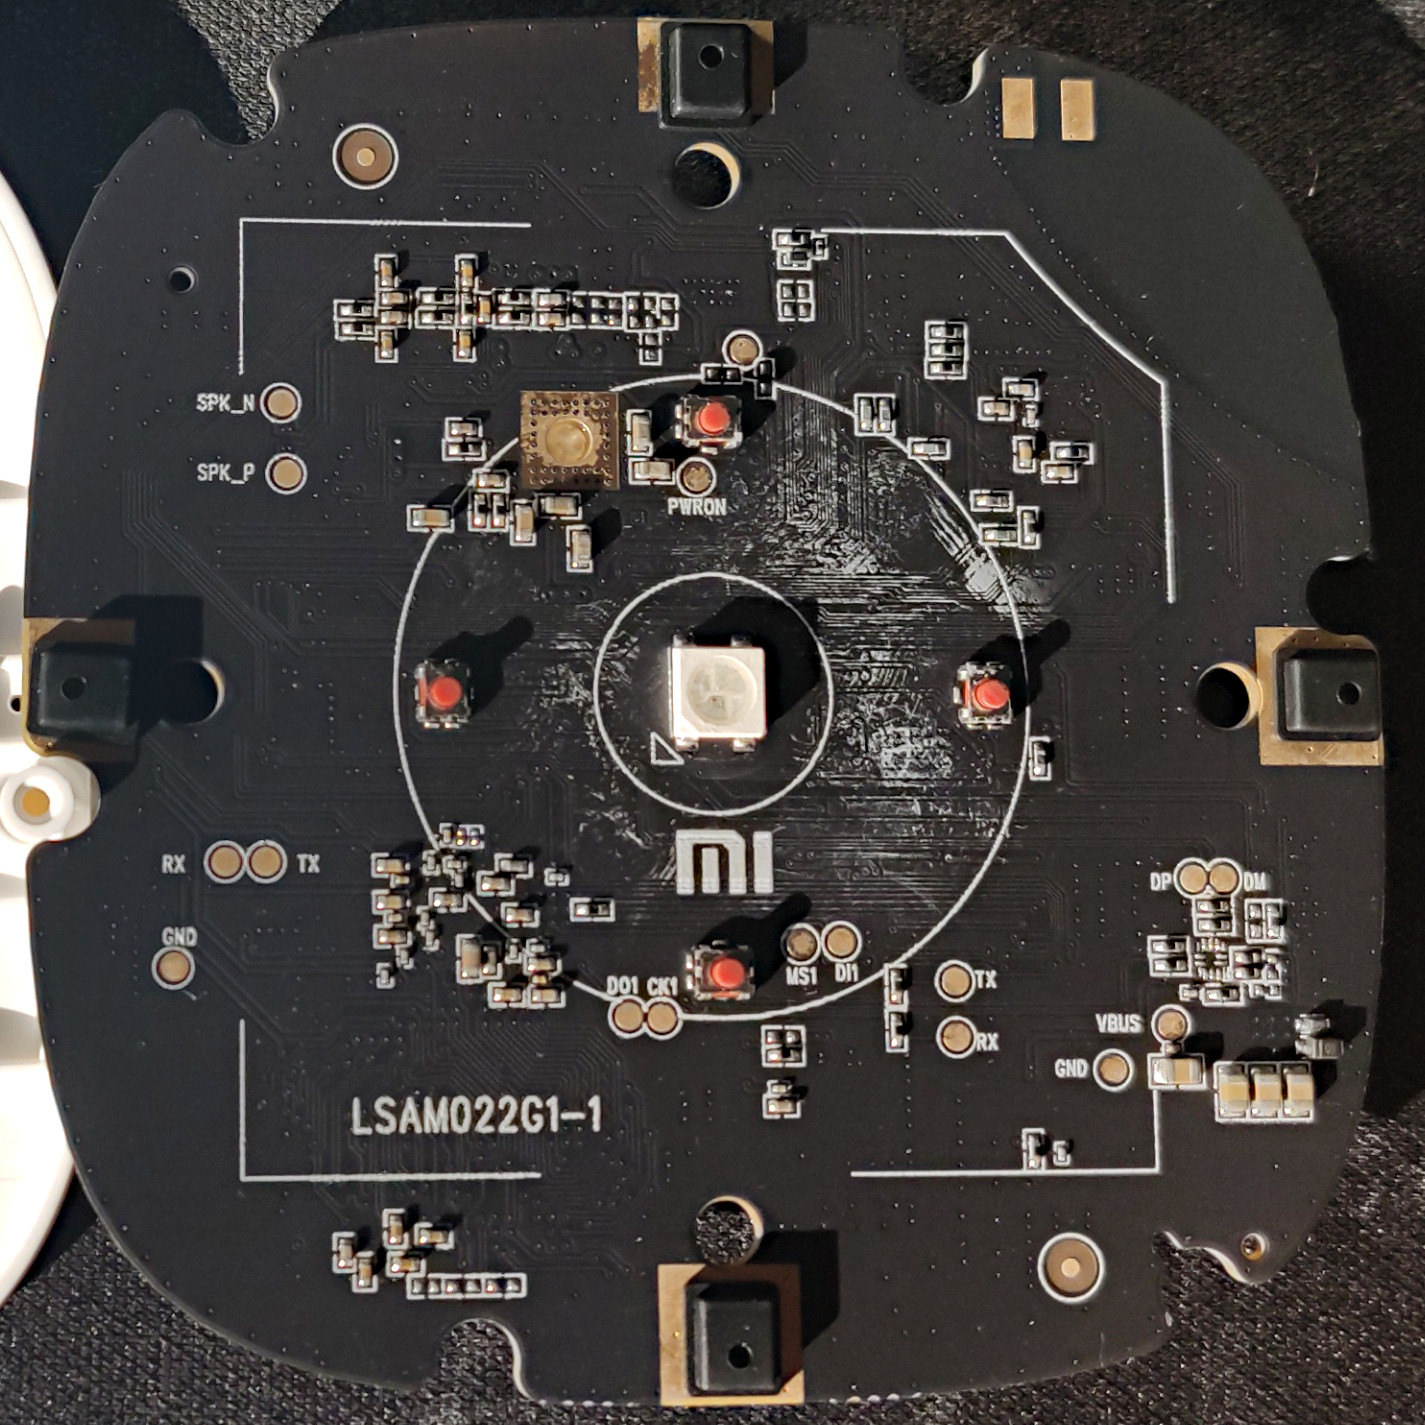 SPK_N
SPK_P
PWRON
mi
RX
TX
DP
DM
GND
MS1
DI1
DO1
CK1
TX
RX
VBUS
GND
LSAM022G1-1